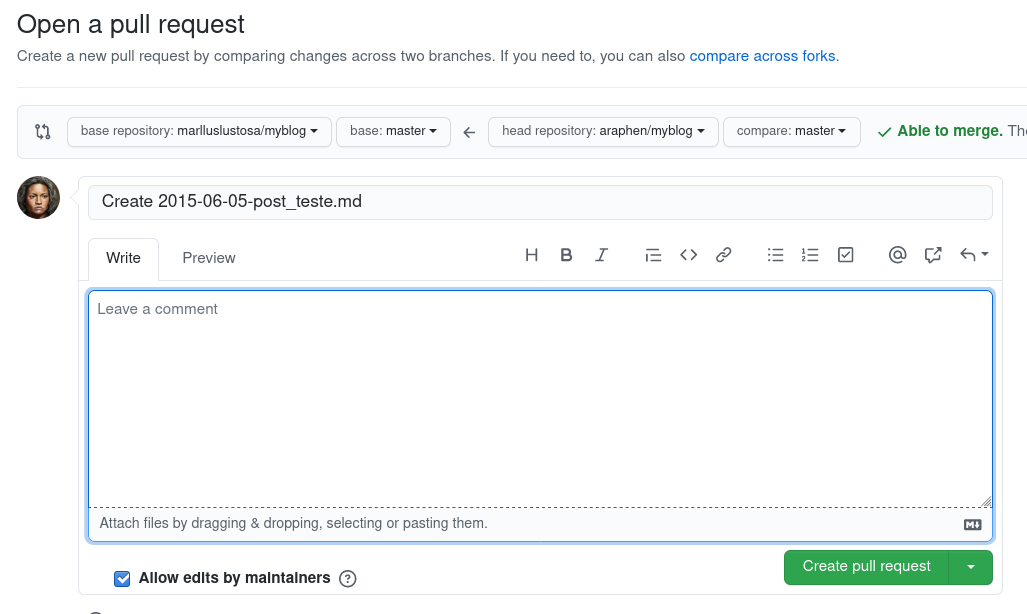 Open a pull request
Create a new pull request by comparing changes across two branches. If you need to, you can also compare across forks.
base repository: marlluslustosa/myblog base: master head repository: araphen/myblog compare: master Able to merge. The
Create 2015-06-05-post_teste.md
Write Preview H B I
Leave a comment
Attach files by dragging & dropping, selecting or pasting them.
Allow edits by maintainers Create pull request